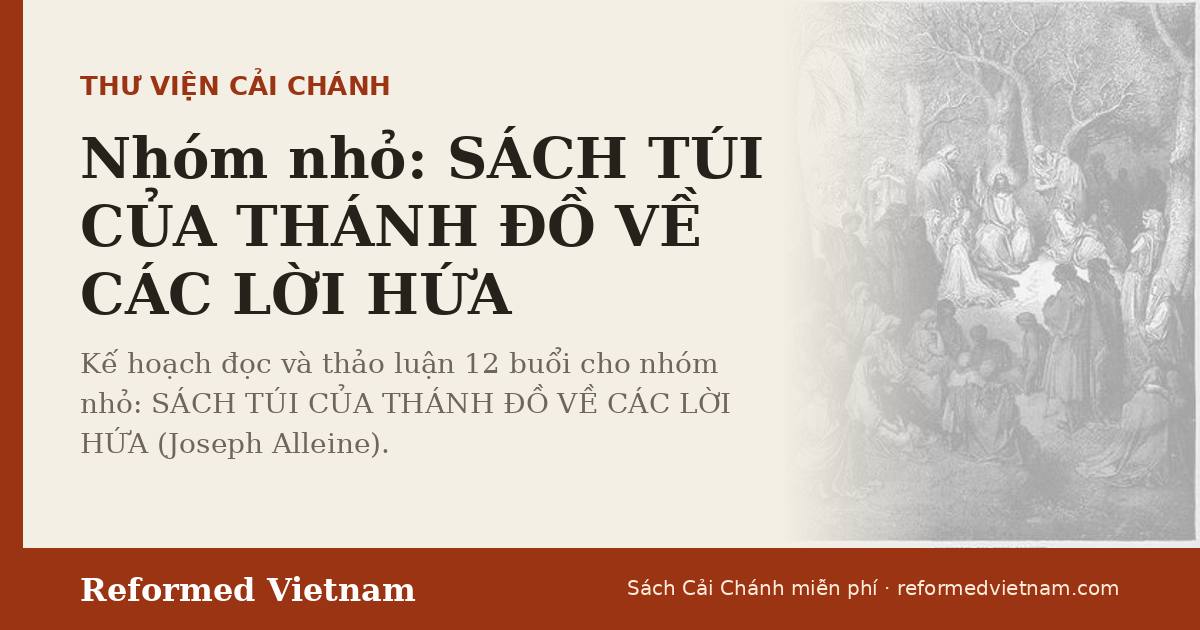 THƯ VIỆN CẢI CHÁNH
Nhóm nhỏ: SÁCH TÚI
CỦA THÁNH ĐỒ VỀ
CÁC LỜI HỨA
Kế hoạch đọc và thảo luận 12 buổi cho nhóm
nhỏ: SÁCH TÚI CỦA THÁNH ĐỒ VỀ CÁC LỜI
HỨA (Joseph Alleine).
Reformed Vietnam
Sách Cải Chánh miễn phí · reformedvietnam.com